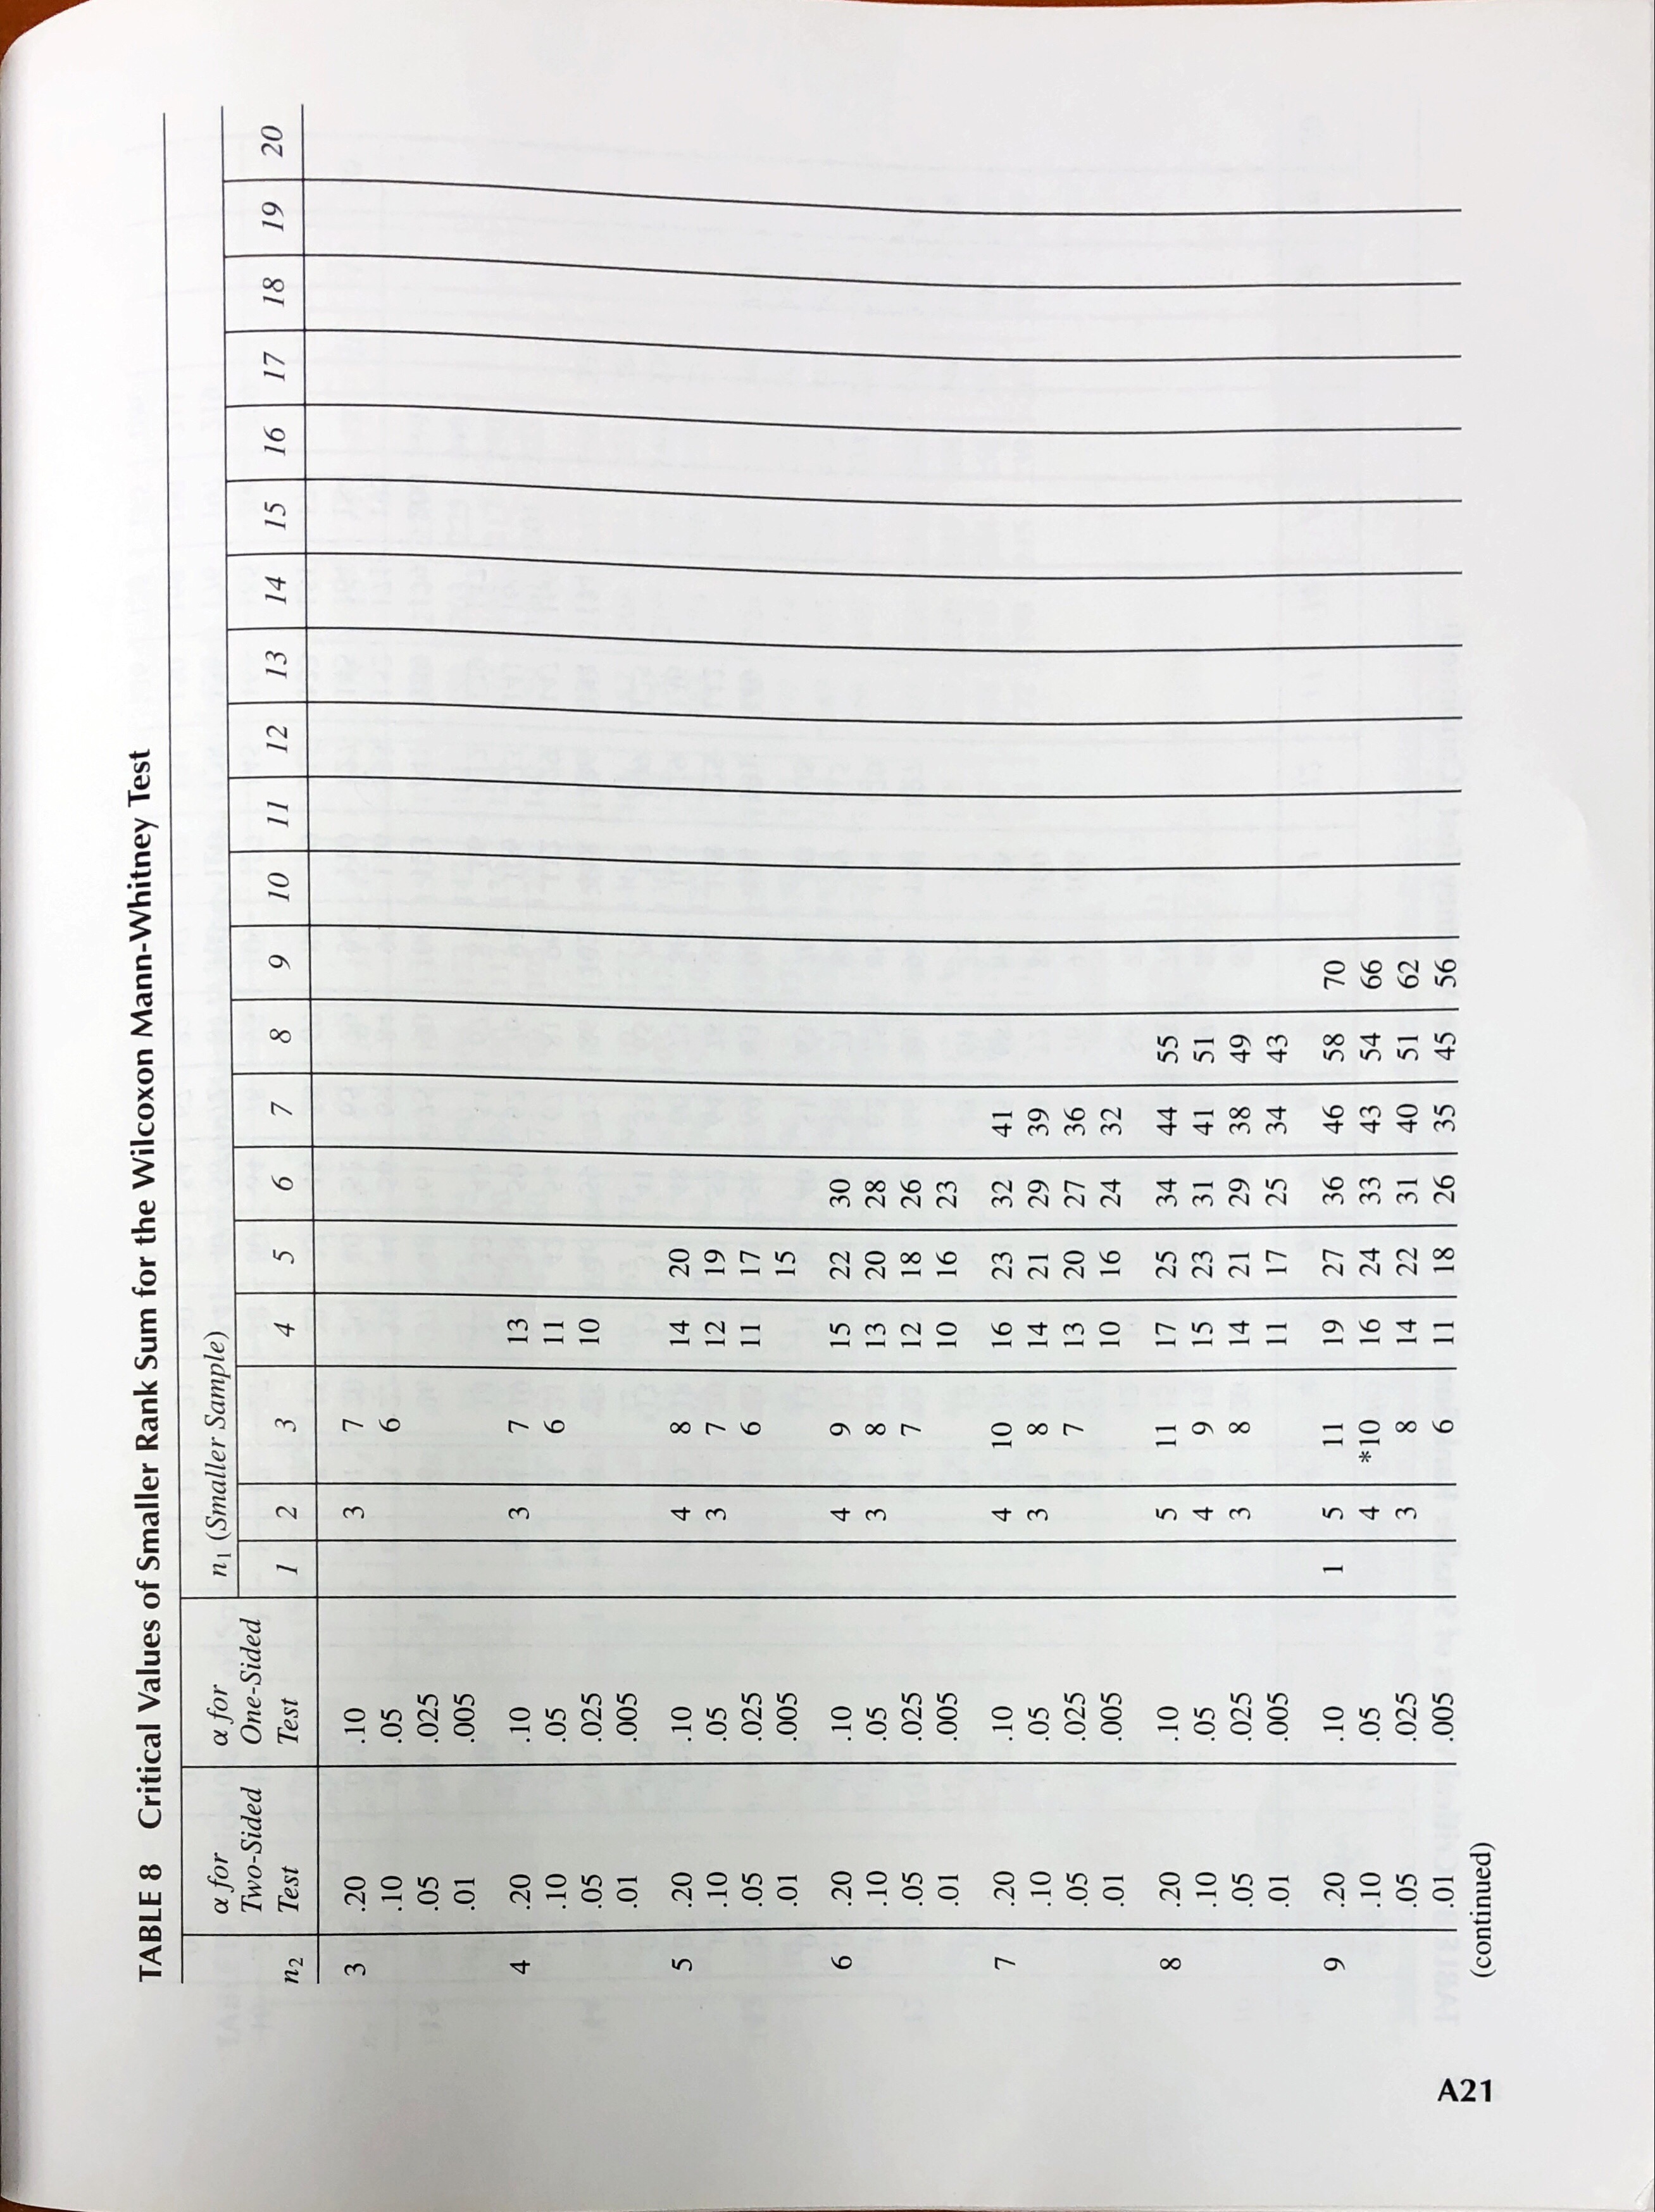 TABLE 8 Critical Values of Smaller Rank Sum for the Wilcoxon Mann-Whitney Test
α for α for n1 (Smaller Sample)
Two-Sided One-Sided
n2 Test Test 1 2 3 4 5 6 7 8 9 10 11 12 13 14 15 16 17 18 19 20
3 .20 .10 3 7
.10 .05 6
.05 .025
.01 .005
4 .20 .10 3 7 13
.10 .05 6 11
.05 .025 10
.01 .005
5 .20 .10 4 8 14 20
.10 .05 3 7 12 19
.05 .025 6 11 17
.01 .005 15
6 .20 .10 4 9 15 22 30
.10 .05 3 8 13 20 28
.05 .025 7 12 18 26
.01 .005 10 16 23
7 .20 .10 4 10 16 23 32 41
.10 .05 3 8 14 21 29 39
.05 .025 7 13 20 27 36
.01 .005 10 16 24 32
8 .20 .10 5 11 17 25 34 44 55
.10 .05 4 9 15 23 31 41 51
.05 .025 3 8 14 21 29 38 49
.01 .005 11 17 25 34 43
9 .20 .10 1 5 11 19 27 36 46 58 70
.10 .05 4 *10 16 24 33 43 54 66
.05 .025 3 8 14 22 31 40 51 62
.01 .005 6 11 18 26 35 45 56
(continued)
A21